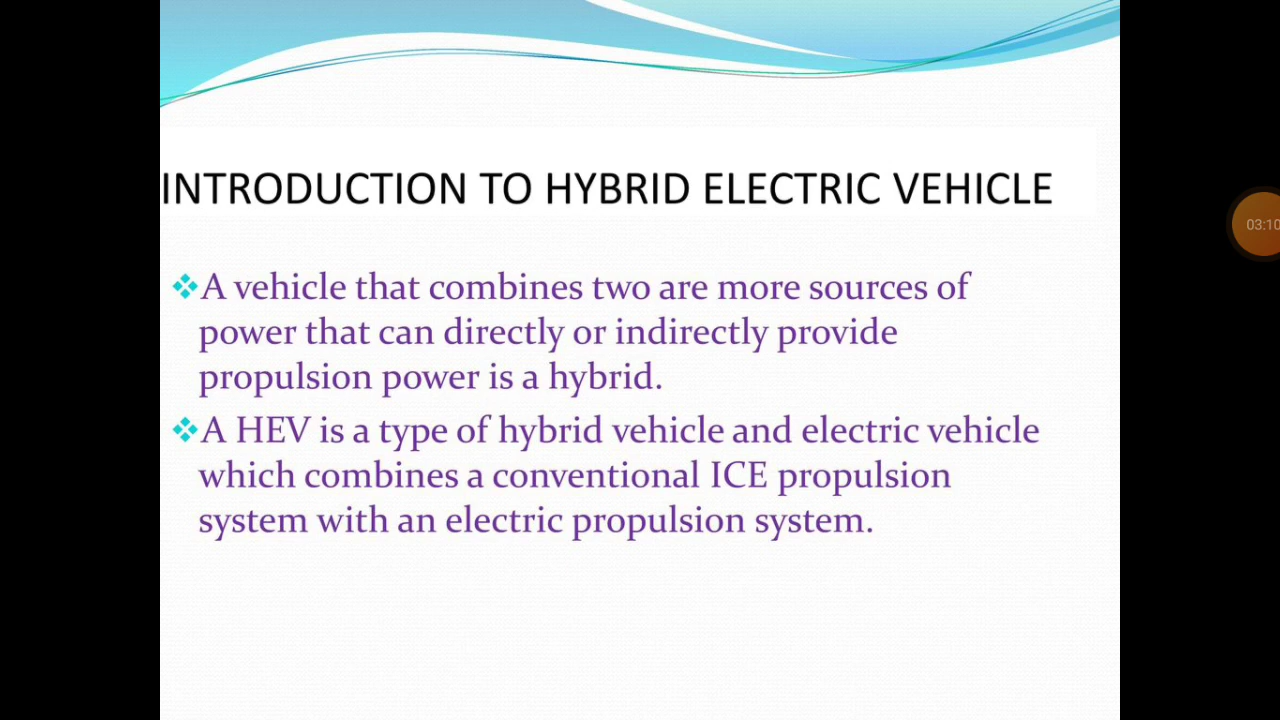 INTRODUCTION TO HYBRID ELECTRIC VEHICLE
A vehicle that combines two are more sources of
power that can directly or indirectly provide
propulsion power is a hybrid.
A HEV is a type of hybrid vehicle and electric vehicle
which combines a conventional ICE propulsion
system with an electric propulsion system.
03:10